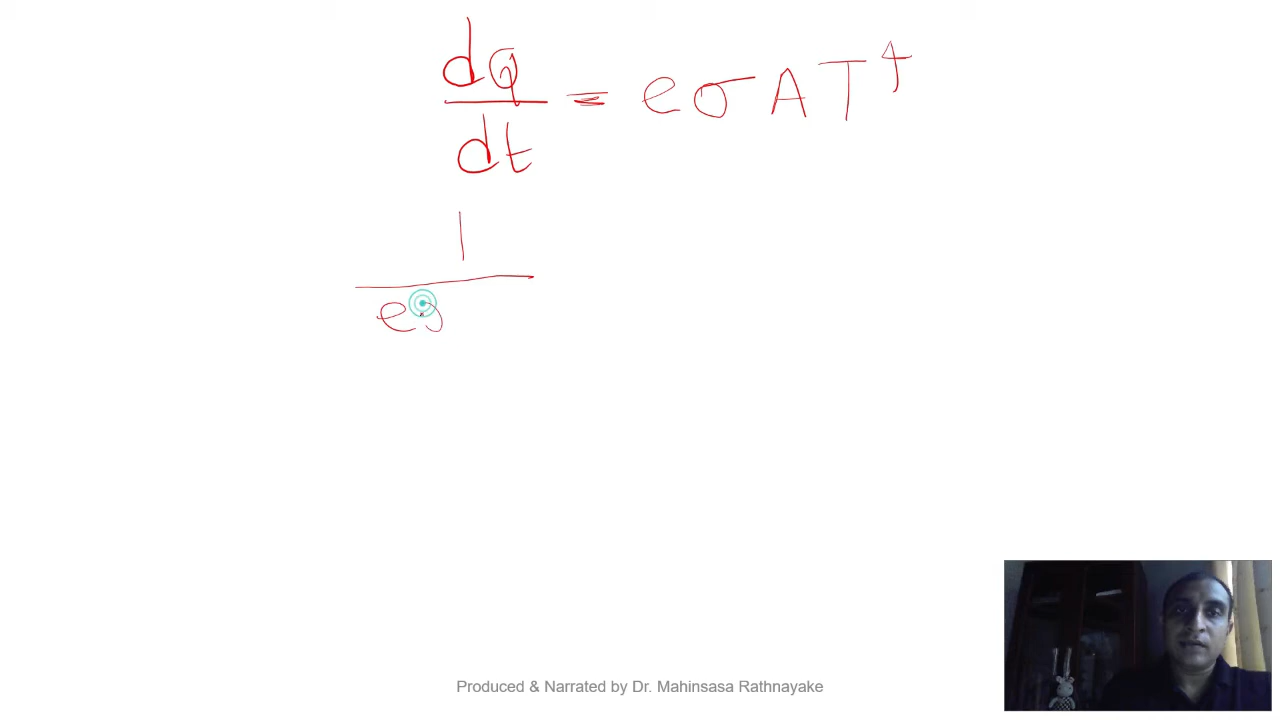 dQ/dt = eσAT⁴
1/eσ
Produced & Narrated by Dr. Mahinsasa Rathnayake